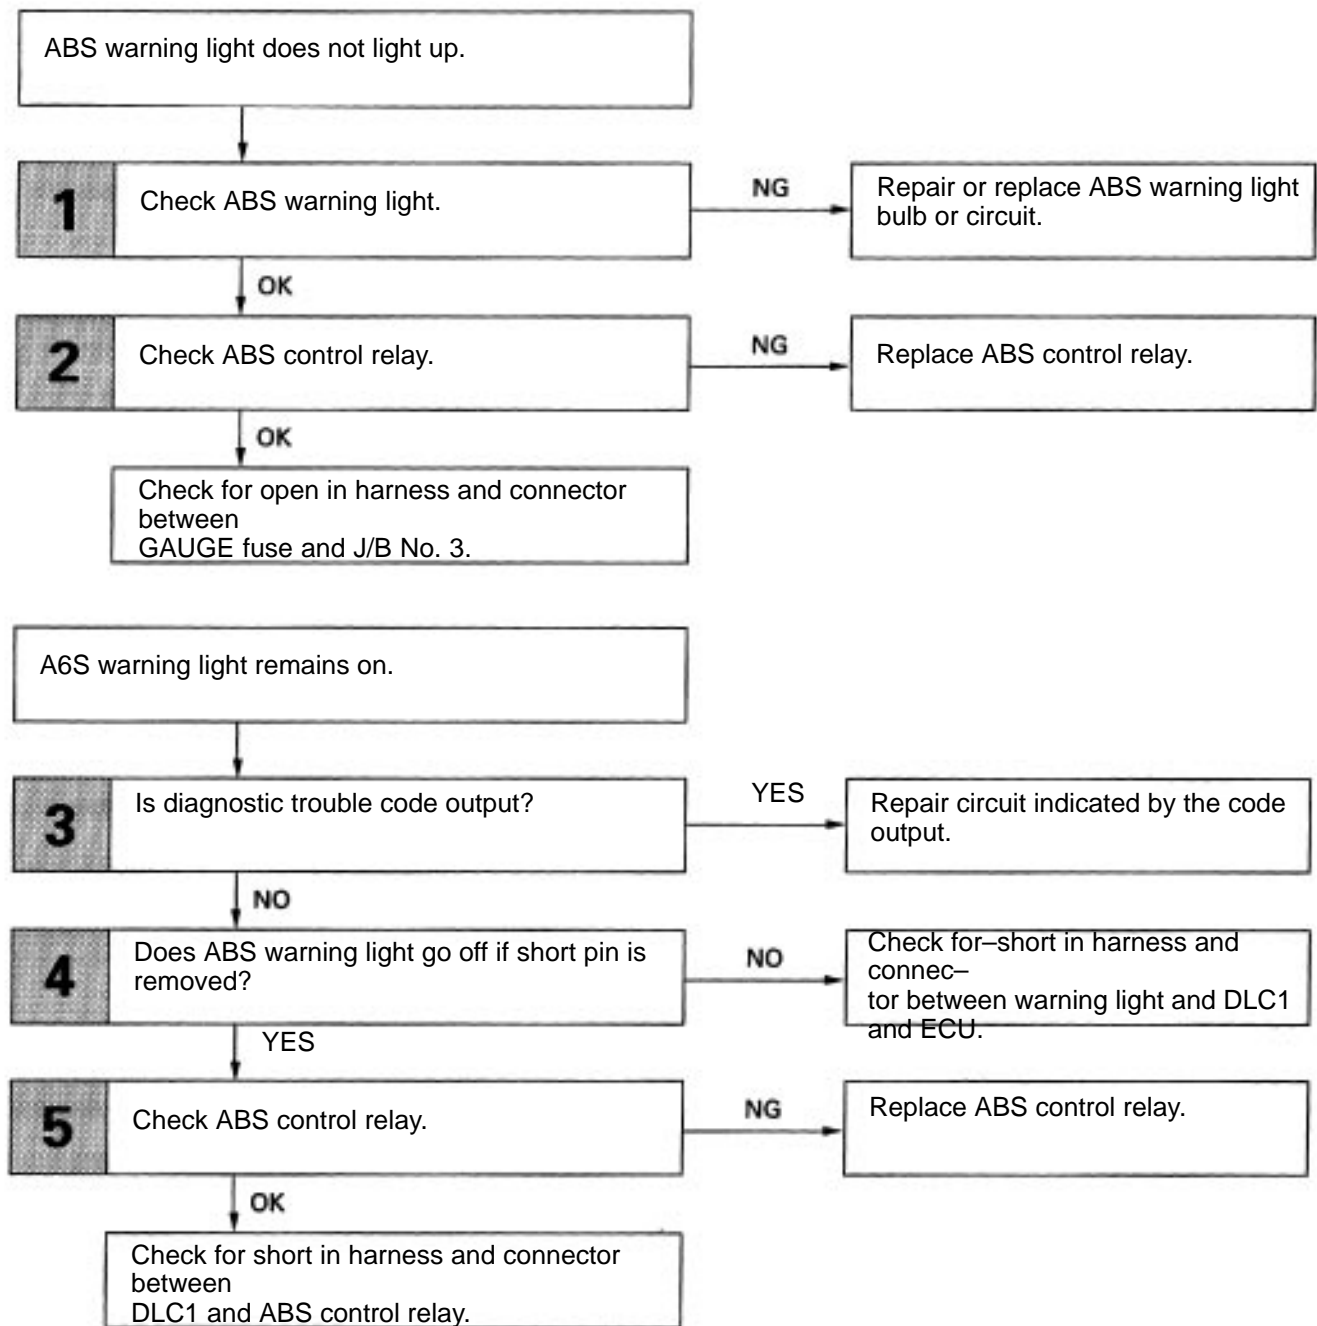 ABS warning light does not light up.
1
Check ABS warning light.
NG
Repair or replace ABS warning light
bulb or circuit.
OK
2
Check ABS control relay.
NG
Replace ABS control relay.
OK
Check for open in harness and connector
between
GAUGE fuse and J/B No. 3.
A6S warning light remains on.
3
Is diagnostic trouble code output?
YES
Repair circuit indicated by the code
output.
NO
4
Does ABS warning light go off if short pin is
removed?
NO
Check for–short in harness and
connec–
tor between warning light and DLC1
and ECU.
YES
5
Check ABS control relay.
NG
Replace ABS control relay.
OK
Check for short in harness and connector
between
DLC1 and ABS control relay.